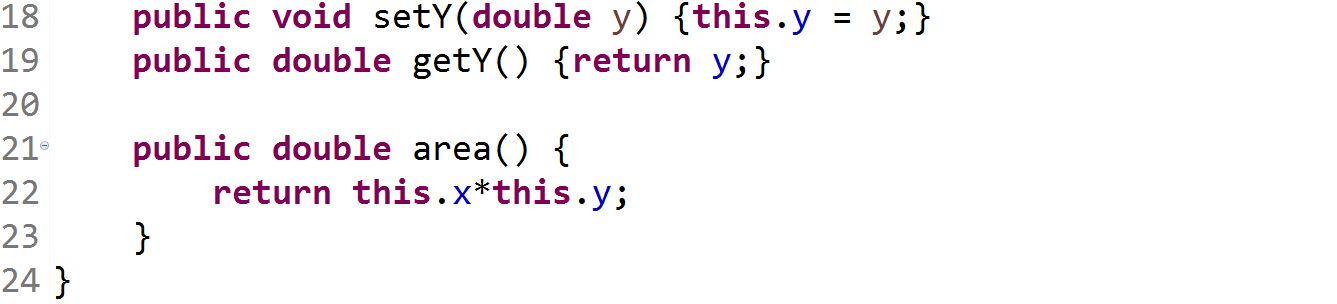 18     public void setY(double y) {this.y = y;}
19     public double getY() {return y;}
20
21     public double area() {
22         return this.x*this.y;
23     }
24 }